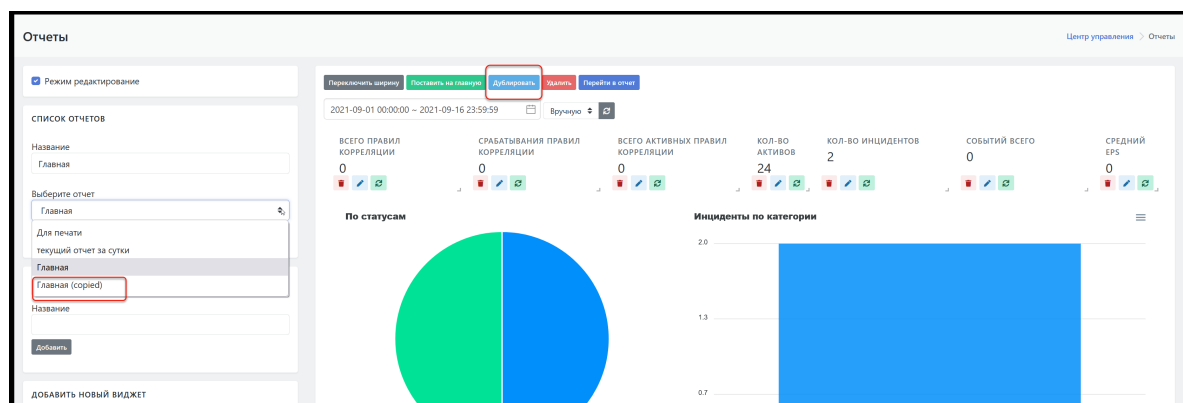 Отчеты
Центр управления > Отчеты
Режим редактирование
СПИСОК ОТЧЕТОВ
Название
Главная
Выберите отчет
Главная
Для печати
текущий отчет за сутки
Главная
Главная (copied)
Название
Добавить
ДОБАВИТЬ НОВЫЙ ВИДЖЕТ
Переключить ширину Поставить на главную Дублировать Удалить Перейти в отчет
2021-09-01 00:00:00 ~ 2021-09-16 23:59:59 Вручную
ВСЕГО ПРАВИЛ КОРРЕЛЯЦИИ
0
СРАБАТЫВАНИЯ ПРАВИЛ КОРРЕЛЯЦИИ
0
ВСЕГО АКТИВНЫХ ПРАВИЛ КОРРЕЛЯЦИИ
0
КОЛ-ВО АКТИВОВ
24
КОЛ-ВО ИНЦИДЕНТОВ
2
СОБЫТИЙ ВСЕГО
0
СРЕДНИЙ EPS
0
По статусам
Инциденты по категории
2.0
1.3
0.7